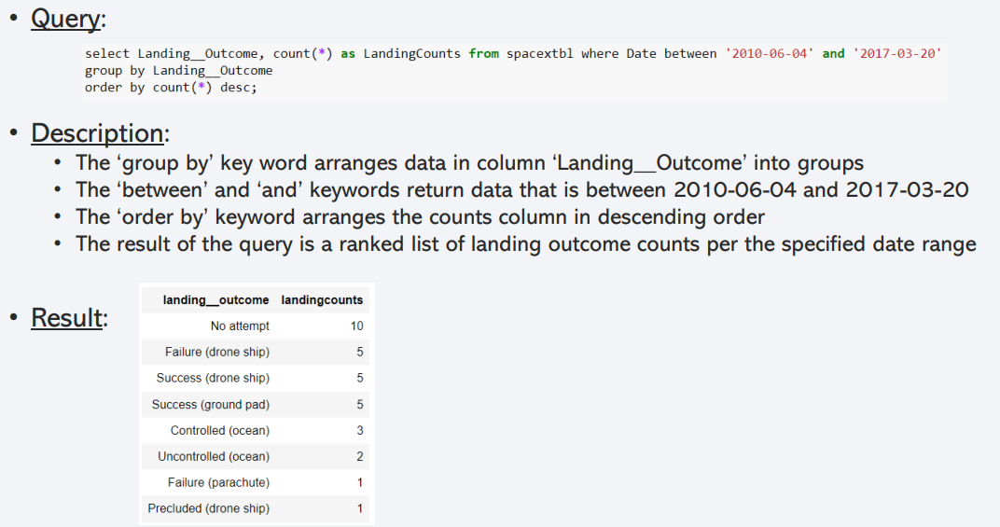 • Query:
select Landing__Outcome, count(*) as LandingCounts from spacextbl where Date between '2010-06-04' and '2017-03-20'
group by Landing__Outcome
order by count(*) desc;
• Description:
• The ‘group by’ key word arranges data in column ‘Landing__Outcome’ into groups
• The ‘between’ and ‘and’ keywords return data that is between 2010-06-04 and 2017-03-20
• The ‘order by’ keyword arranges the counts column in descending order
• The result of the query is a ranked list of landing outcome counts per the specified date range
• Result:
landing__outcome landingcounts
No attempt 10
Failure (drone ship) 5
Success (drone ship) 5
Success (ground pad) 5
Controlled (ocean) 3
Uncontrolled (ocean) 2
Failure (parachute) 1
Precluded (drone ship) 1